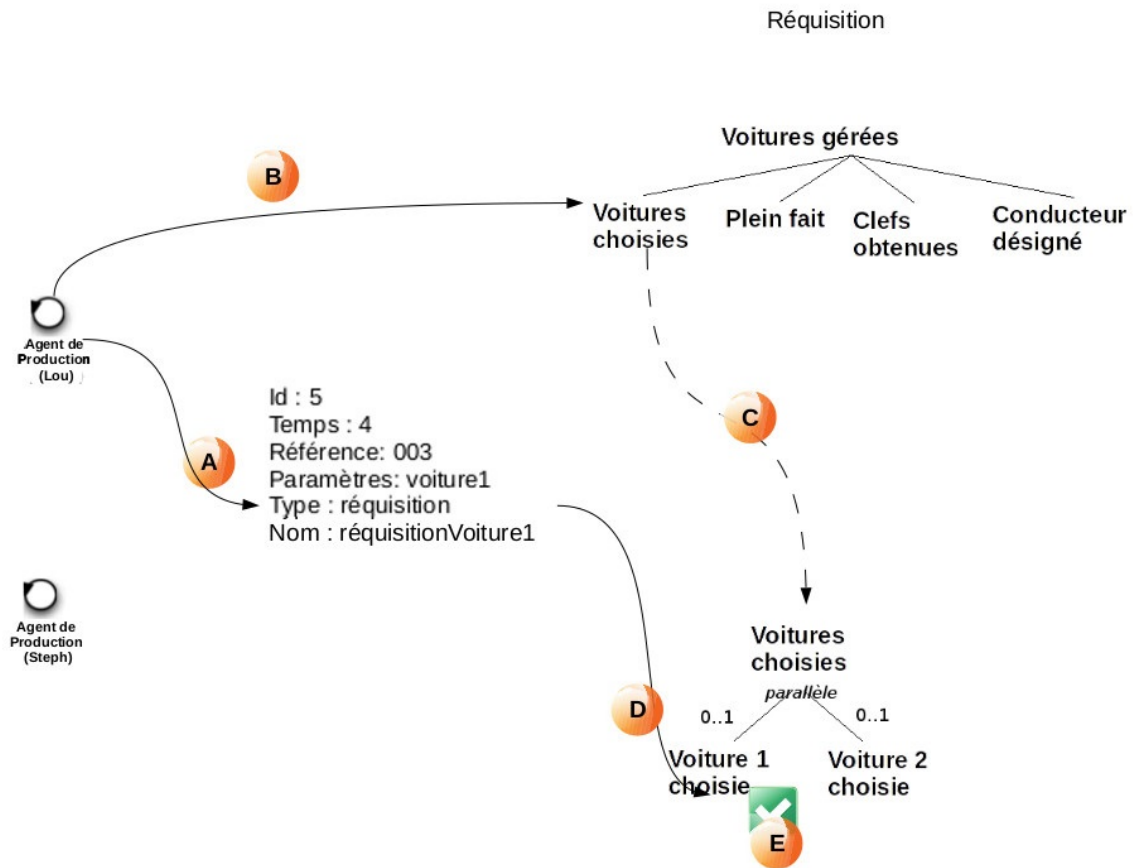 Réquisition
Voitures gérées
B
Voitures
choisies
Plein fait
Clefs
obtenues
Conducteur
désigné
Agent de
Production
(Lou)
Id : 5
Temps : 4
Référence: 003
Paramètres: voiture1
Type : réquisition
Nom : réquisitionVoiture1
A
C
Agent de
Production
(Steph)
Voitures
choisies
parallèle
D
0..1
0..1
Voiture 1
choisie
Voiture 2
choisie
E